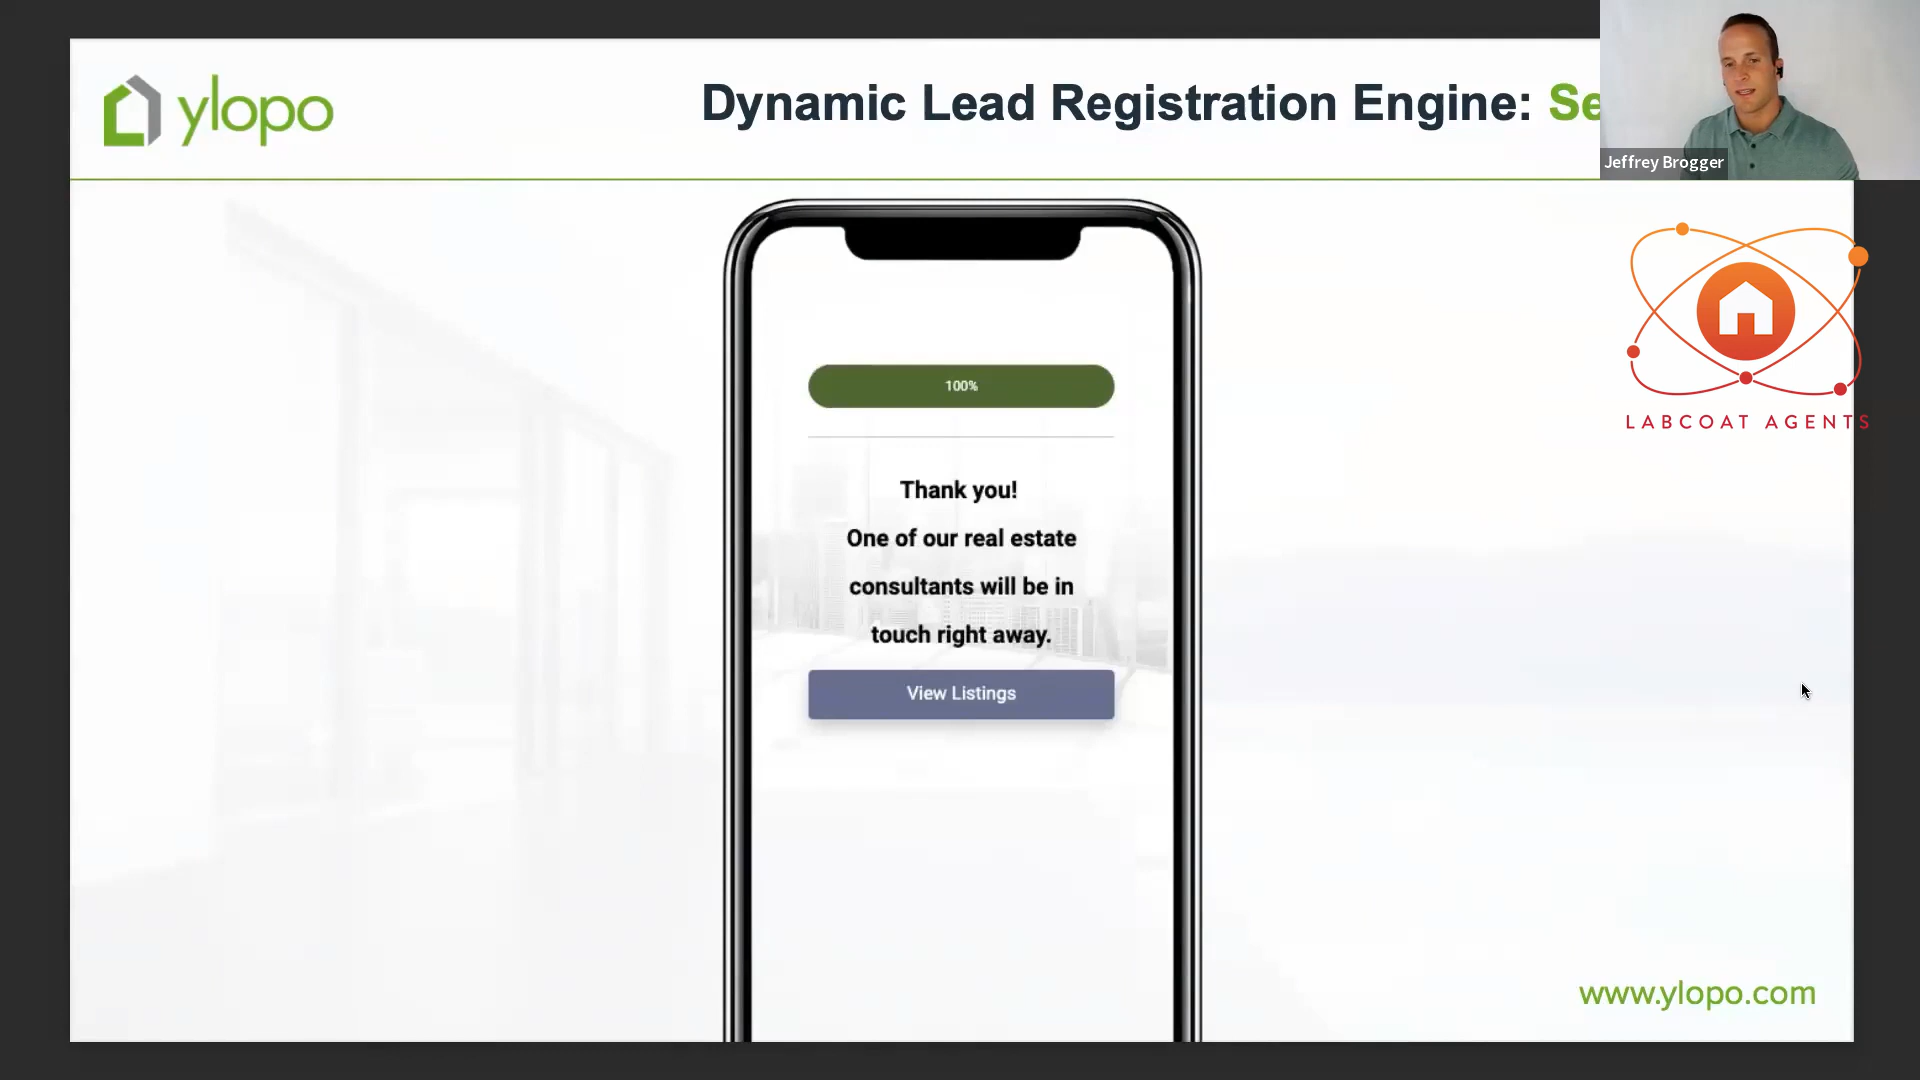 ylopo
Dynamic Lead Registration Engine: Se
Jeffrey Brogger
LABCOAT AGENTS
100%
Thank you!
One of our real estate
consultants will be in
touch right away.
View Listings
www.ylopo.com